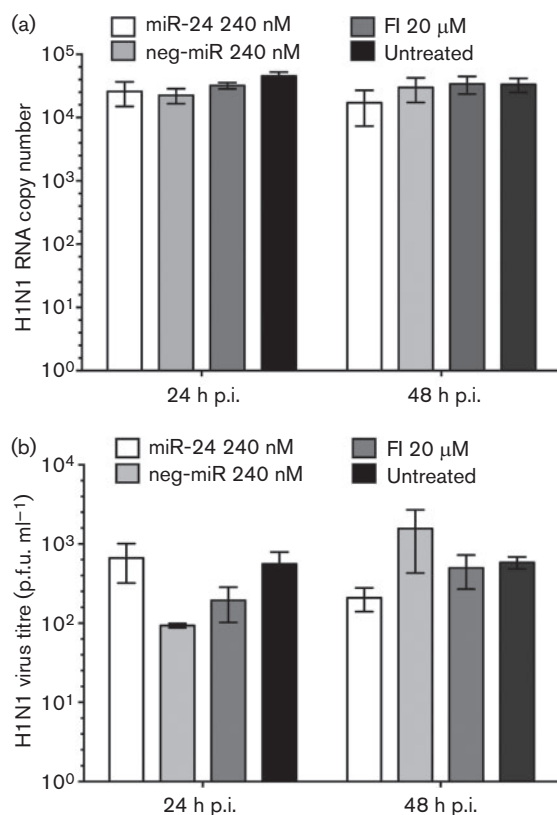 (a)
miR-24 240 nM
neg-miR 240 nM
FI 20 μM
Untreated
H1N1 RNA copy number
10⁵
10⁴
10³
10²
10¹
10⁰
24 h p.i.
48 h p.i.
(b)
miR-24 240 nM
neg-miR 240 nM
FI 20 μM
Untreated
H1N1 virus titre (p.f.u. ml⁻¹)
10⁴
10³
10²
10¹
10⁰
24 h p.i.
48 h p.i.